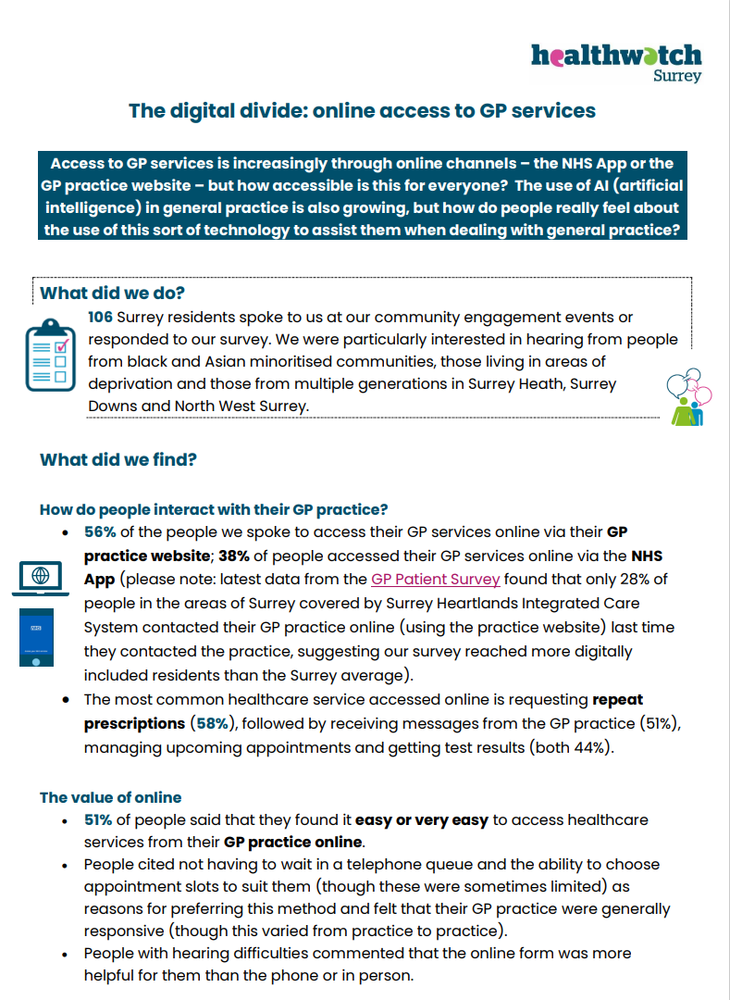 healthwatch
Surrey
The digital divide: online access to GP services
Access to GP services is increasingly through online channels – the NHS App or the
GP practice website – but how accessible is this for everyone?  The use of AI (artificial
intelligence) in general practice is also growing, but how do people really feel about
the use of this sort of technology to assist them when dealing with general practice?
What did we do?
106 Surrey residents spoke to us at our community engagement events or
responded to our survey. We were particularly interested in hearing from people
from black and Asian minoritised communities, those living in areas of
deprivation and those from multiple generations in Surrey Heath, Surrey
Downs and North West Surrey.
What did we find?
How do people interact with their GP practice?
• 56% of the people we spoke to access their GP services online via their GP
practice website; 38% of people accessed their GP services online via the NHS
App (please note: latest data from the GP Patient Survey found that only 28% of
people in the areas of Surrey covered by Surrey Heartlands Integrated Care
System contacted their GP practice online (using the practice website) last time
they contacted the practice, suggesting our survey reached more digitally
included residents than the Surrey average).
NHS
• The most common healthcare service accessed online is requesting repeat
prescriptions (58%), followed by receiving messages from the GP practice (51%),
managing upcoming appointments and getting test results (both 44%).
The value of online
• 51% of people said that they found it easy or very easy to access healthcare
services from their GP practice online.
• People cited not having to wait in a telephone queue and the ability to choose
appointment slots to suit them (though these were sometimes limited) as
reasons for preferring this method and felt that their GP practice were generally
responsive (though this varied from practice to practice).
• People with hearing difficulties commented that the online form was more
helpful for them than the phone or in person.